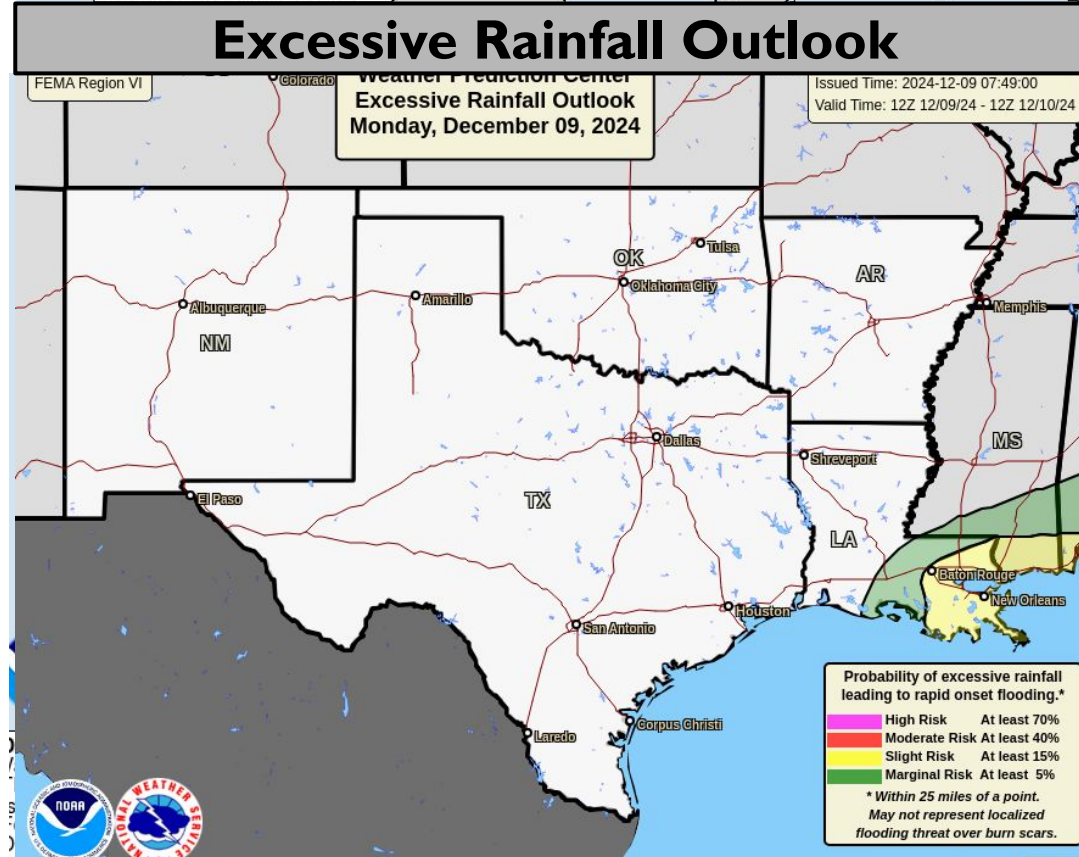 Excessive Rainfall Outlook
FEMA Region VI
Weather Prediction Center
Excessive Rainfall Outlook
Monday, December 09, 2024
Issued Time: 2024-12-09 07:49:00
Valid Time: 12Z 12/09/24 - 12Z 12/10/24
Colorado
OK
Tulsa
Oklahoma City
AR
Memphis
Albuquerque
Amarillo
NM
Dallas
Shreveport
MS
El Paso
TX
LA
Baton Rouge
New Orleans
Houston
San Antonio
Corpus Christi
Laredo
Probability of excessive rainfall
leading to rapid onset flooding.*
High Risk At least 70%
Moderate Risk At least 40%
Slight Risk At least 15%
Marginal Risk At least 5%
* Within 25 miles of a point.
May not represent localized
flooding threat over burn scars.
NOAA
NATIONAL WEATHER SERVICE